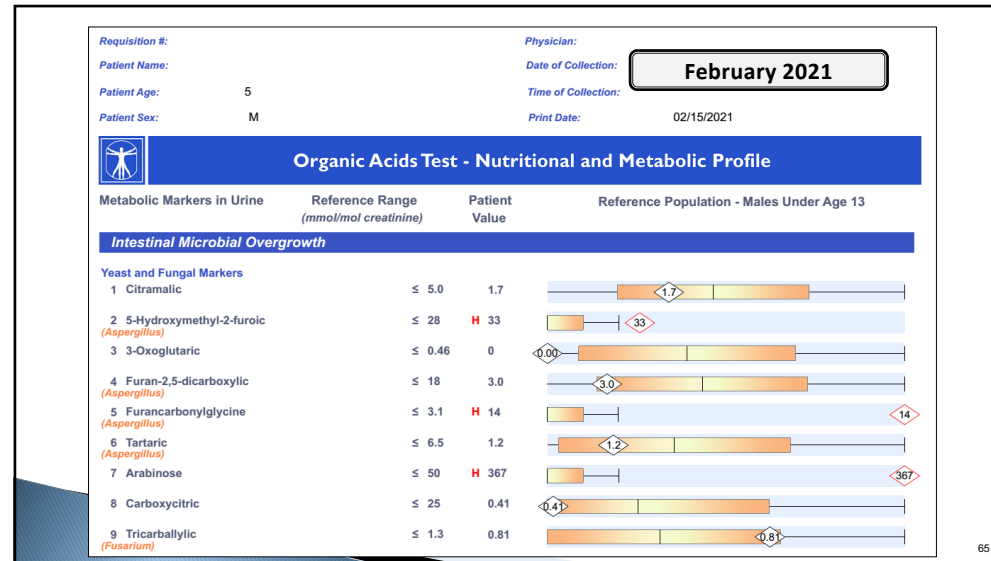 Requisition #: Physician:
Patient Name: Date of Collection: February 2021
Patient Age: 5 Time of Collection:
Patient Sex: M Print Date: 02/15/2021
Organic Acids Test - Nutritional and Metabolic Profile
Metabolic Markers in Urine Reference Range Patient Reference Population - Males Under Age 13
(mmol/mol creatinine) Value
Intestinal Microbial Overgrowth
Yeast and Fungal Markers
1 Citramalic ≤ 5.0 1.7 1.7
2 5-Hydroxymethyl-2-furoic ≤ 28 H 33 33
(Aspergillus)
3 3-Oxoglutaric ≤ 0.46 0 0.00
4 Furan-2,5-dicarboxylic ≤ 18 3.0 3.0
(Aspergillus)
5 Furancarbonylglycine ≤ 3.1 H 14 14
(Aspergillus)
6 Tartaric ≤ 6.5 1.2 1.2
(Aspergillus)
7 Arabinose ≤ 50 H 367 367
8 Carboxycitric ≤ 25 0.41 0.41
9 Tricarballylic ≤ 1.3 0.81 0.81
(Fusarium)
65